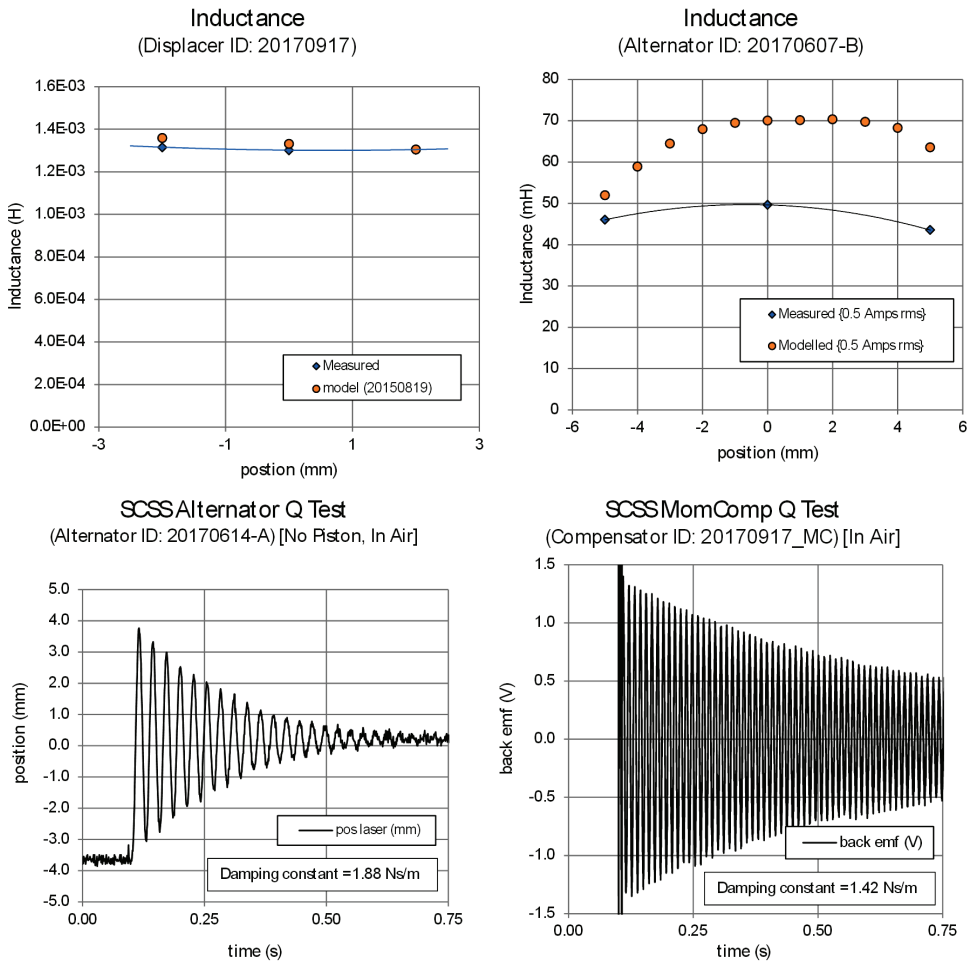 Inductance
(Displacer ID: 20170917)
1.6E-03
1.4E-03
1.2E-03
1.0E-03
8.0E-04
6.0E-04
4.0E-04
2.0E-04
0.0E+00
Inductance (H)
Measured
model (20150819)
-3
-1
1
3
postion (mm)
Inductance
(Alternator ID: 20170607-B)
80
70
60
50
40
30
20
10
0
Inductance (mH)
Measured {0.5 Amps rms}
Modelled {0.5 Amps rms}
-6
-4
-2
0
2
4
6
position (mm)
SCSS Alternator Q Test
(Alternator ID: 20170614-A) [No Piston, In Air]
5.0
4.0
3.0
2.0
1.0
0.0
-1.0
-2.0
-3.0
-4.0
-5.0
position (mm)
pos laser (mm)
Damping constant =1.88 Ns/m
0.00
0.25
0.50
0.75
time (s)
SCSS MomComp Q Test
(Compensator ID: 20170917_MC) [In Air]
1.5
1.0
0.5
0.0
-0.5
-1.0
-1.5
back emf (V)
back emf (V)
Damping constant =1.42 Ns/m
0.00
0.25
0.50
0.75
time (s)